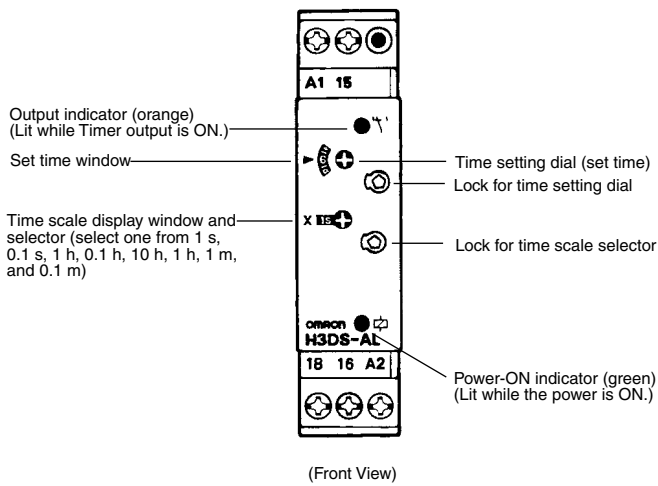 A1 15
Output indicator (orange)
(Lit while Timer output is ON.)
Set time window
Time setting dial (set time)
Lock for time setting dial
Time scale display window and
selector (select one from 1 s,
0.1 s, 1 h, 0.1 h, 10 h, 1 h, 1 m,
and 0.1 m)
X 1S
Lock for time scale selector
omron
H3DS-AL
18 16 A2
Power-ON indicator (green)
(Lit while the power is ON.)
(Front View)